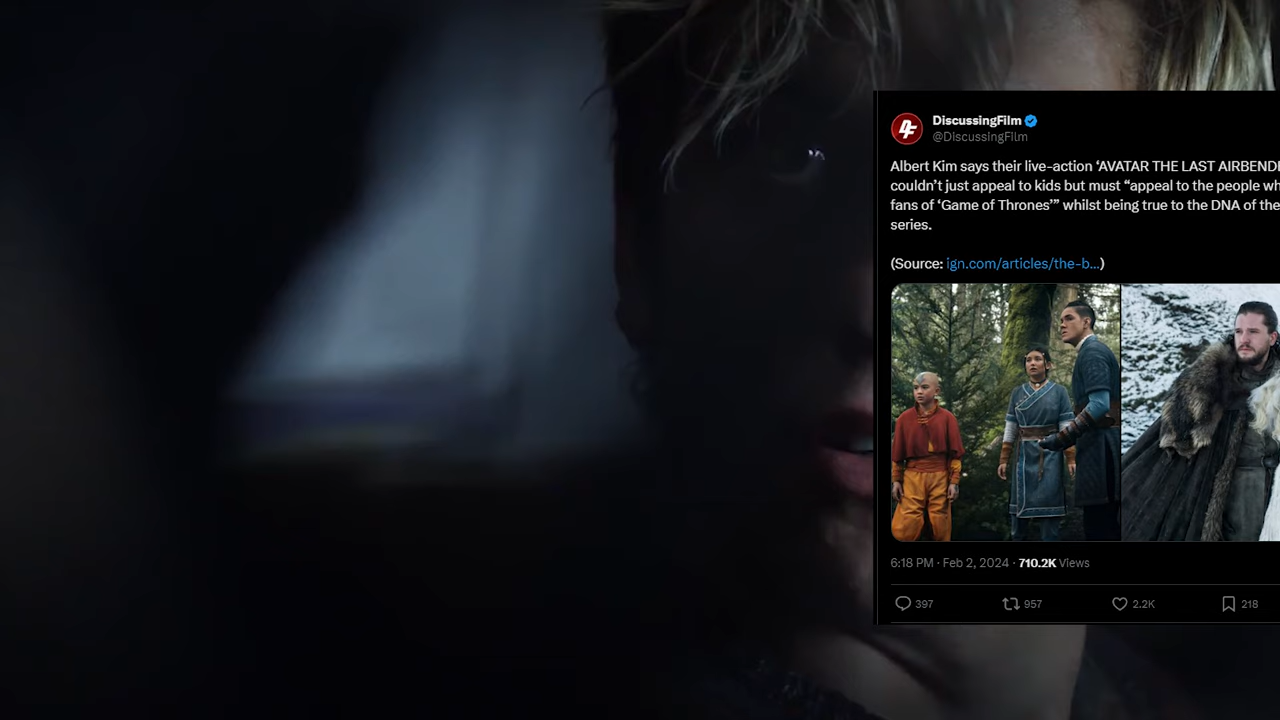 DiscussingFilm
@DiscussingFilm
Albert Kim says their live-action ‘AVATAR THE LAST AIRBENDE
couldn’t just appeal to kids but must “appeal to the people wh
fans of ‘Game of Thrones’” whilst being true to the DNA of the
series.
(Source: ign.com/articles/the-b...)
6:18 PM · Feb 2, 2024 · 710.2K Views
397 957 2.2K 218